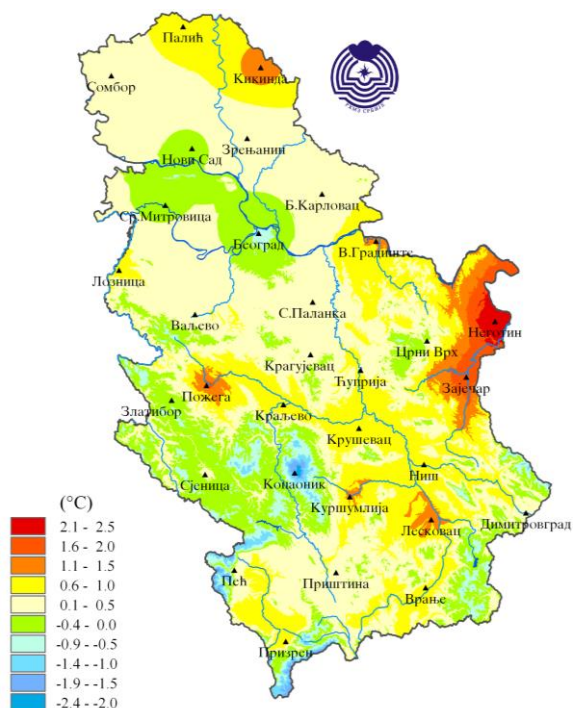 Палић
Кикинда
Сомбор
Нови Сад
Зрењанин
Б.Карловац
Ср.Митровица
Београд
В.Градиште
Лозница
Ваљево
С.Паланка
Неготин
Црни Врх
Крагујевац
Ћуприја
Зајечар
Пожега
Златибор
Краљево
Крушевац
Ниш
Копаоник
Сјеница
Куршумлија
Лесковац
Димитровград
Пећ
Приштина
Врање
Призрен
(°C)
2.1 - 2.5
1.6 - 2.0
1.1 - 1.5
0.6 - 1.0
0.1 - 0.5
-0.4 - 0.0
-0.9 - -0.5
-1.4 - -1.0
-1.9 - -1.5
-2.4 - -2.0